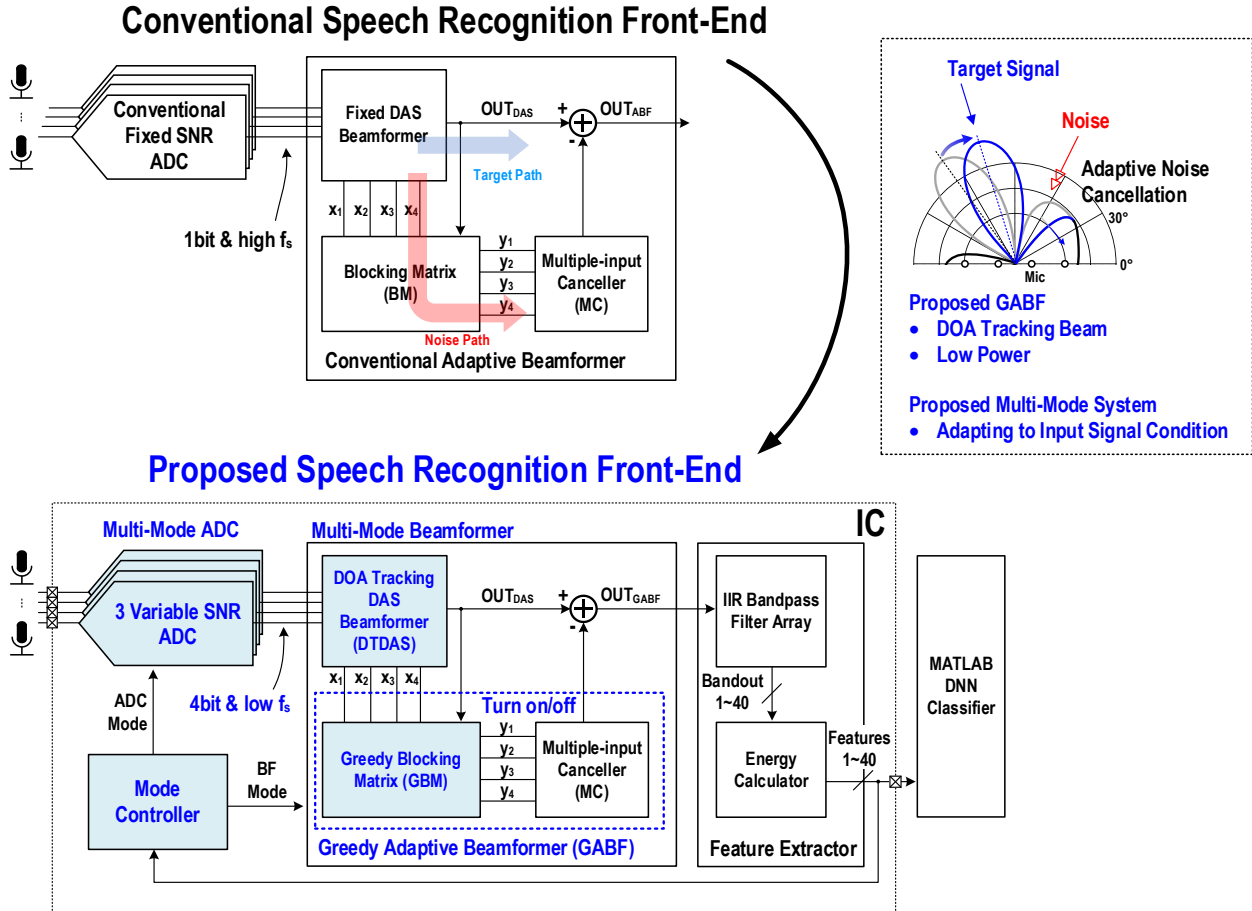 Conventional Speech Recognition Front-End
Conventional
Fixed SNR
ADC
1bit & high fs
Fixed DAS
Beamformer
OUTDAS
+
-
OUTABF
Target Path
x1
x2
x3
x4
Blocking Matrix
(BM)
y1
y2
y3
y4
Multiple-input
Canceller
(MC)
Noise Path
Conventional Adaptive Beamformer
Target Signal
Noise
Adaptive Noise
Cancellation
30°
0°
Mic
Proposed GABF
• DOA Tracking Beam
• Low Power
Proposed Multi-Mode System
• Adapting to Input Signal Condition
Proposed Speech Recognition Front-End
IC
Multi-Mode ADC
3 Variable SNR
ADC
ADC
Mode
4bit & low fs
Mode
Controller
BF
Mode
Multi-Mode Beamformer
DOA Tracking
DAS
Beamformer
(DTDAS)
OUTDAS
+
-
OUTGABF
x1
x2
x3
x4
Turn on/off
Greedy Blocking
Matrix (GBM)
y1
y2
y3
y4
Multiple-input
Canceller
(MC)
Greedy Adaptive Beamformer (GABF)
IIR Bandpass
Filter Array
Bandout
1~40
Energy
Calculator
Features
1~40
Feature Extractor
MATLAB
DNN
Classifier